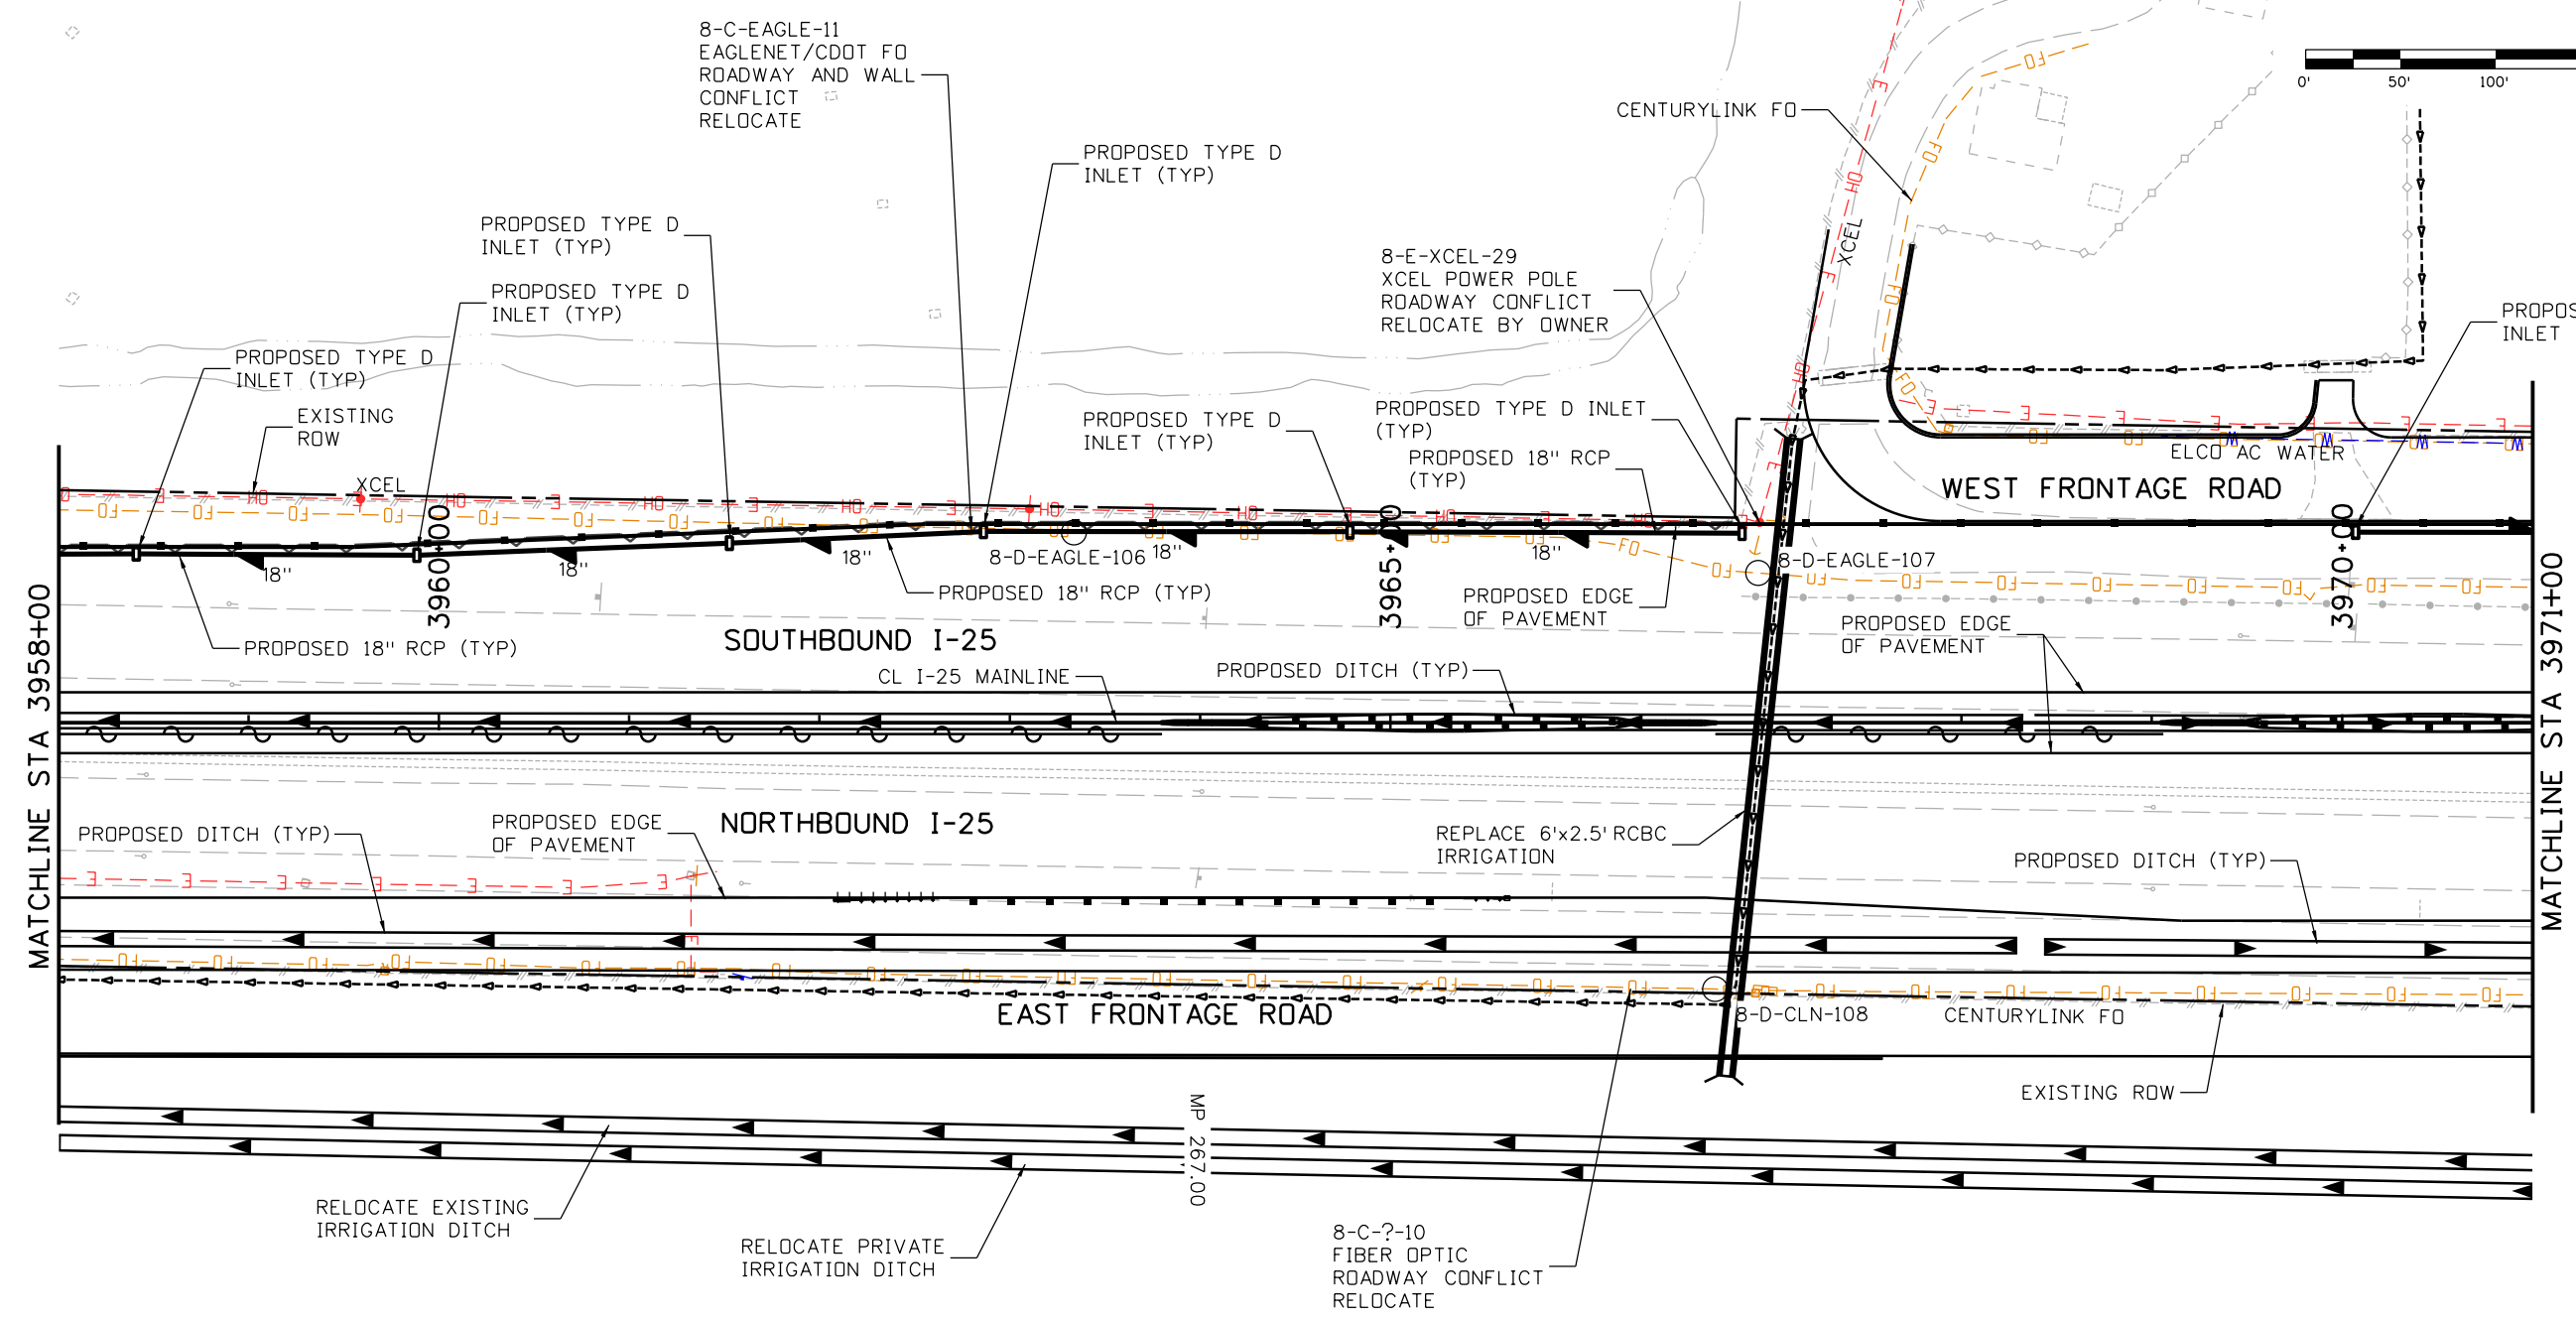 8-C-EAGLE-11
EAGLENET/CDOT FO
ROADWAY AND WALL
CONFLICT
RELOCATE
0'
50'
100'
CENTURYLINK FO
PROPOSED TYPE D
INLET (TYP)
PROPOSED TYPE D
INLET (TYP)
PROPOSED TYPE D
INLET (TYP)
PROPOSED TYPE D
INLET (TYP)
EXISTING
ROW
8-E-XCEL-29
XCEL POWER POLE
ROADWAY CONFLICT
RELOCATE BY OWNER
XCEL
INLET
PROPOSED TYPE D
INLET (TYP)
PROPOSED TYPE D INLET
(TYP)
PROPOSED 18" RCP
(TYP)
ELCO AC WATER
WEST FRONTAGE ROAD
XCEL
3960+00
3965+00
3970+00
18"
18"
18"
18"
18"
8-D-EAGLE-106
8-D-EAGLE-107
PROPOSED 18" RCP (TYP)
PROPOSED 18" RCP (TYP)
PROPOSED EDGE
OF PAVEMENT
PROPOSED EDGE
OF PAVEMENT
SOUTHBOUND I-25
CL I-25 MAINLINE
PROPOSED DITCH (TYP)
MATCHLINE STA 3958+00
MATCHLINE STA 3971+00
NORTHBOUND I-25
PROPOSED DITCH (TYP)
PROPOSED EDGE
OF PAVEMENT
REPLACE 6'x2.5' RCBC
IRRIGATION
PROPOSED DITCH (TYP)
EAST FRONTAGE ROAD
8-D-CLN-108
CENTURYLINK FO
EXISTING ROW
MP 267.00
RELOCATE EXISTING
IRRIGATION DITCH
RELOCATE PRIVATE
IRRIGATION DITCH
8-C-?-10
FIBER OPTIC
ROADWAY CONFLICT
RELOCATE